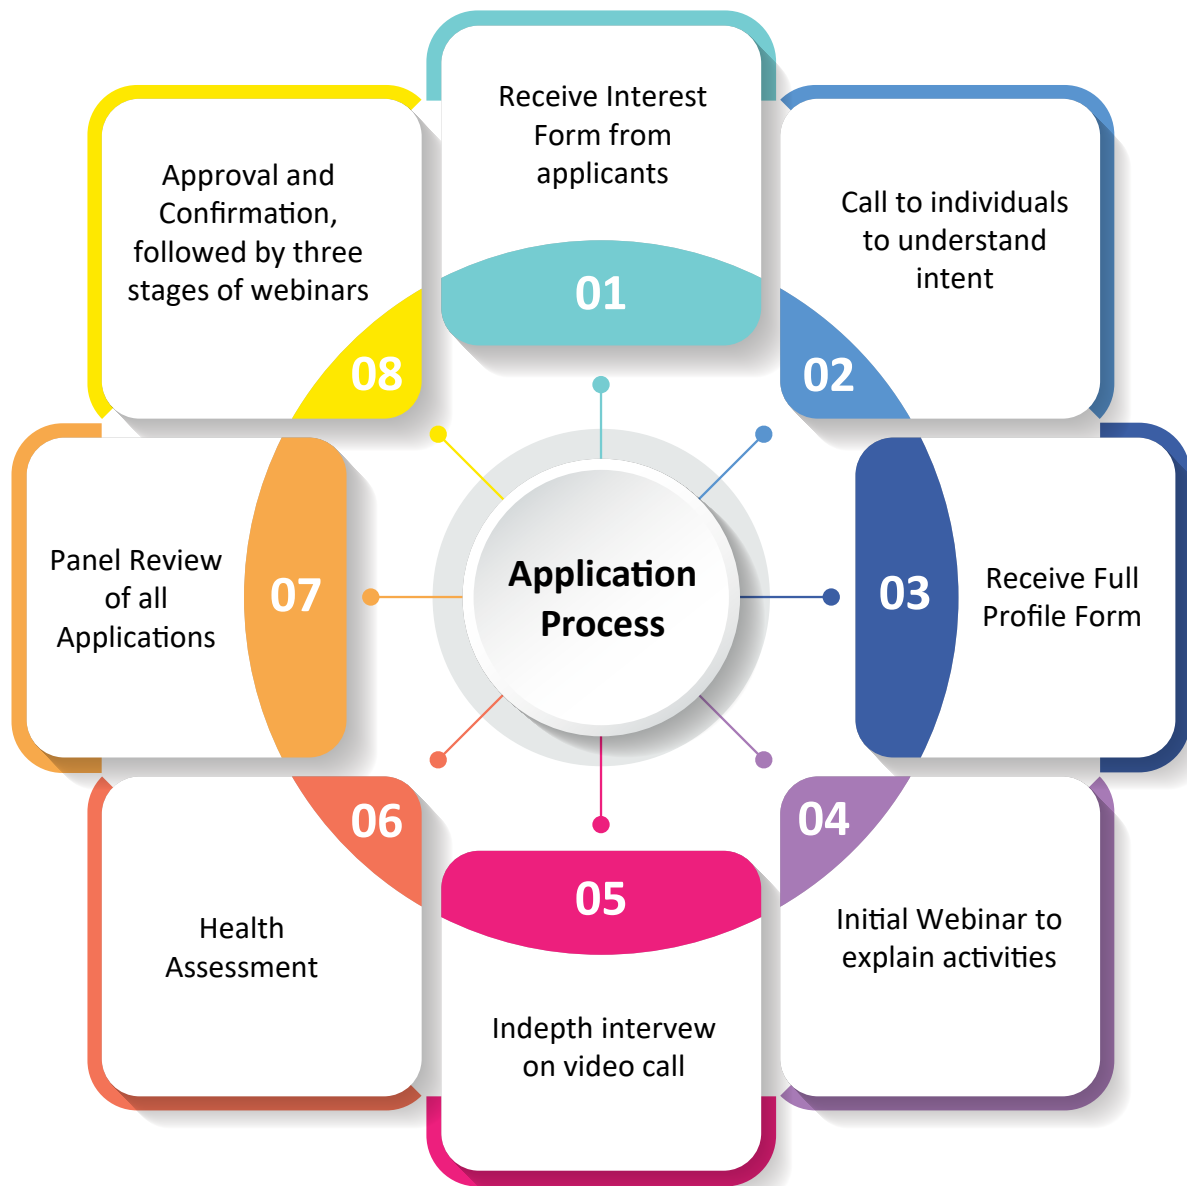 Receive Interest
Form from
applicants
01
Call to individuals
to understand
intent
02
03
Receive Full
Profile Form
04
Initial Webinar to
explain activities
05
Indepth intervew
on video call
06
Health
Assessment
07
Panel Review
of all
Applications
Approval and
Confirmation,
followed by three
stages of webinars
08
Application
Process